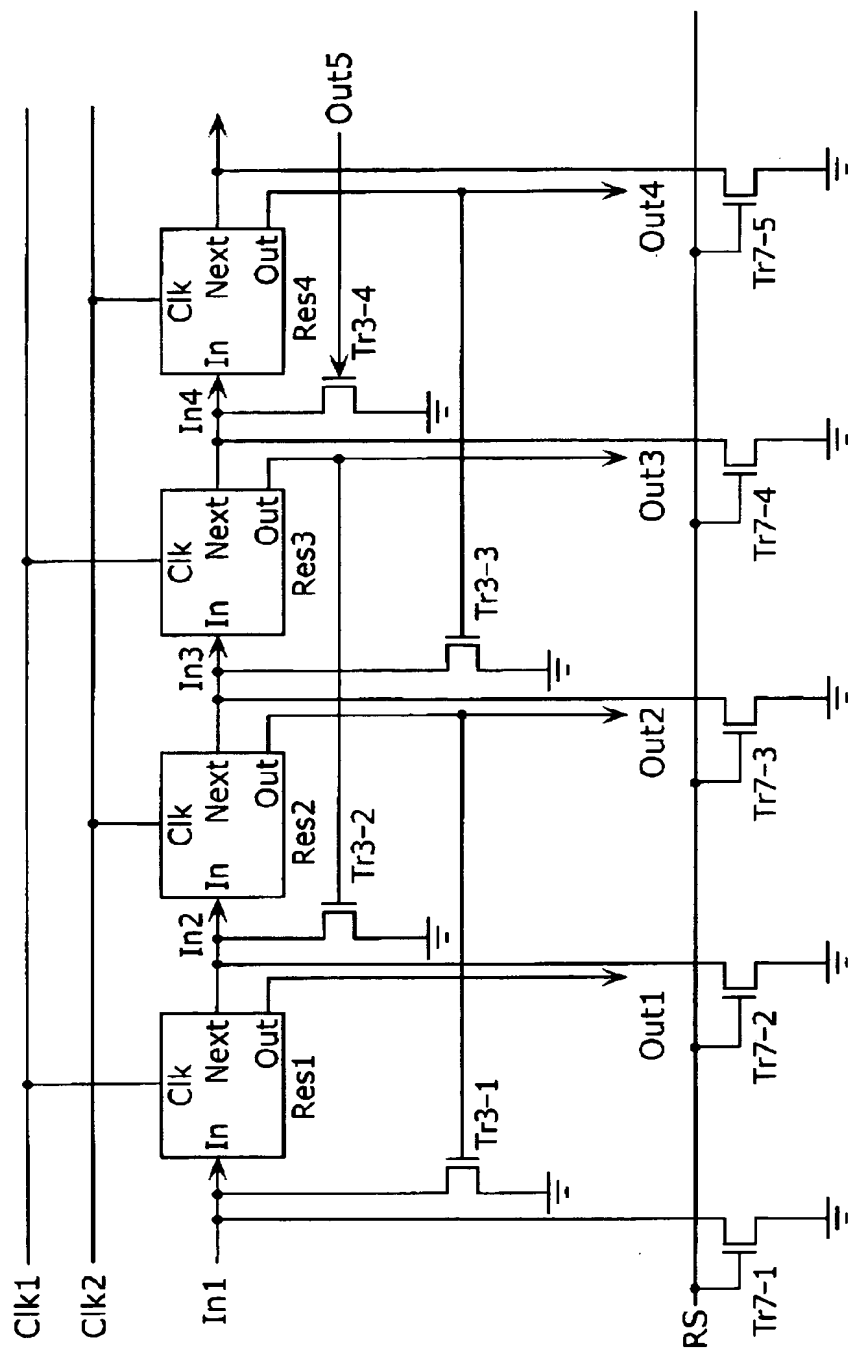 Clk1
Clk2
In1
In
Clk
Next
Out
Res1
In2
In
Clk
Next
Out
Res2
In3
In
Clk
Next
Out
Res3
In4
In
Clk
Next
Out
Res4
Out5
Tr3-1
Tr3-2
Tr3-3
Tr3-4
Out1
Out2
Out3
Out4
RS
Tr7-1
Tr7-2
Tr7-3
Tr7-4
Tr7-5